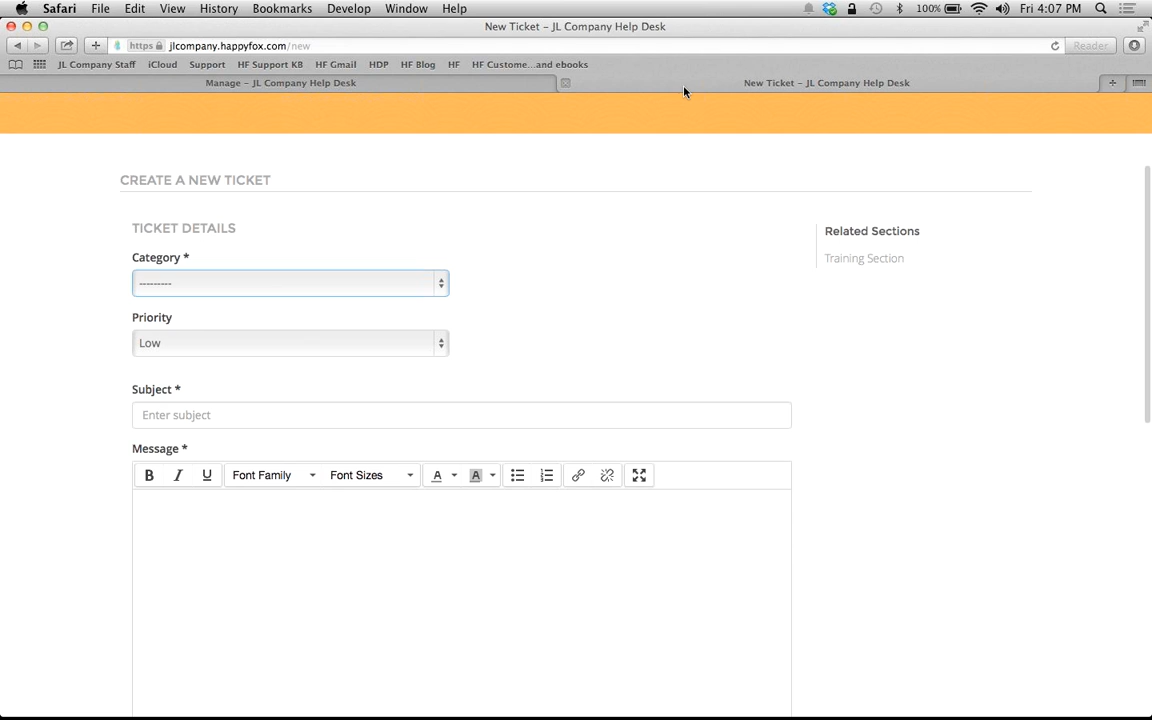 Safari File Edit View History Bookmarks Develop Window Help 100% Fri 4:07 PM
New Ticket – JL Company Help Desk
https jlcompany.happyfox.com/new Reader
JL Company Staff iCloud Support HF Support KB HF Gmail HDP HF Blog HF HF Custome...and ebooks
Manage – JL Company Help Desk New Ticket – JL Company Help Desk
CREATE A NEW TICKET
TICKET DETAILS
Related Sections
Category *
Training Section
---------
Priority
Low
Subject *
Enter subject
Message *
B I U Font Family Font Sizes A A